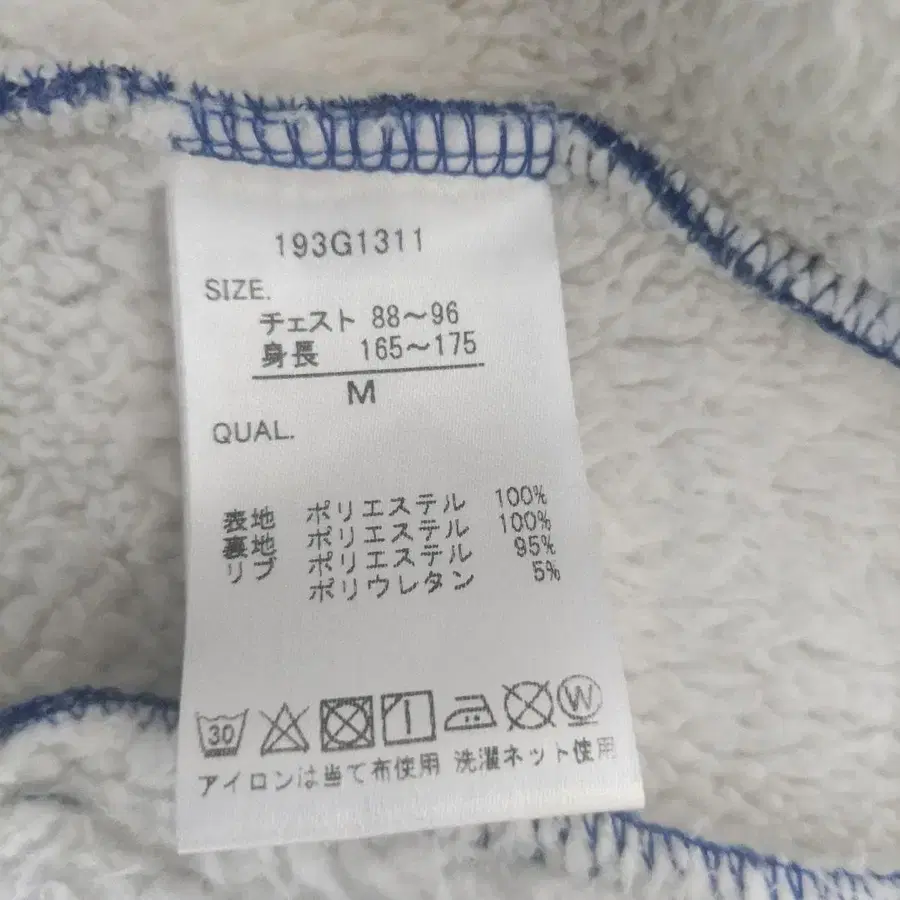 193G1311
SIZE.
チェスト 88〜96
身長 165〜175
M
QUAL.
表地 ポリエステル 100%
裏地 ポリエステル 100%
リブ ポリエステル 95%
ポリウレタン 5%
30 W
アイロンは当て布使用 洗濯ネット使用